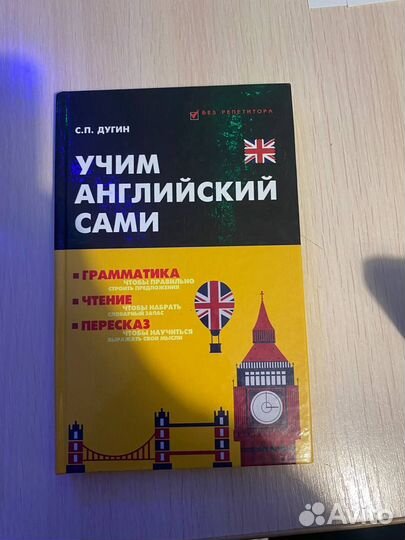 БЕЗ РЕПЕТИТОРА
С.П. ДУГИН
УЧИМ
АНГЛИЙСКИЙ
САМИ
ГРАММАТИКА
ЧТОБЫ ПРАВИЛЬНО
СТРОИТЬ ПРЕДЛОЖЕНИЯ
ЧТЕНИЕ
ЧТОБЫ НАБРАТЬ
СЛОВАРНЫЙ ЗАПАС
ПЕРЕСКАЗ
ЧТОБЫ НАУЧИТЬСЯ
ВЫРАЖАТЬ СВОИ МЫСЛИ
Avito